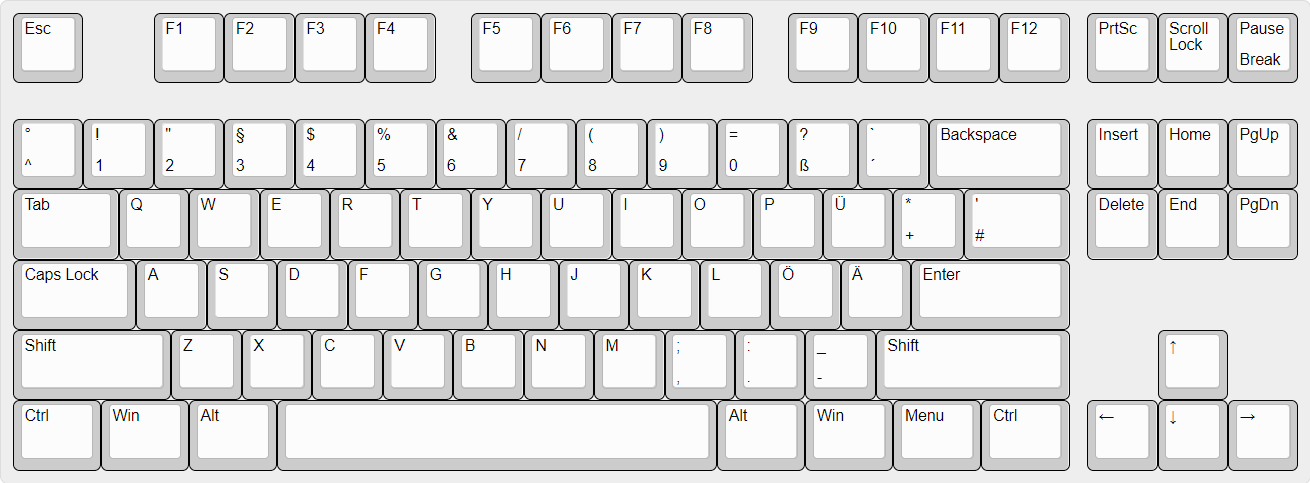 Esc F1 F2 F3 F4 F5 F6 F7 F8 F9 F10 F11 F12 PrtSc Scroll Pause
Lock
Break
° ! " § $ % & / ( ) = ? ` Backspace Insert Home PgUp
^ 1 2 3 4 5 6 7 8 9 0 ß ´
Tab Q W E R T Y U I O P Ü * ' Delete End PgDn
+ #
Caps Lock A S D F G H J K L Ö Ä Enter
Shift Z X C V B N M ; : _ Shift ↑
, . -
Ctrl Win Alt Alt Win Menu Ctrl ← ↓ →